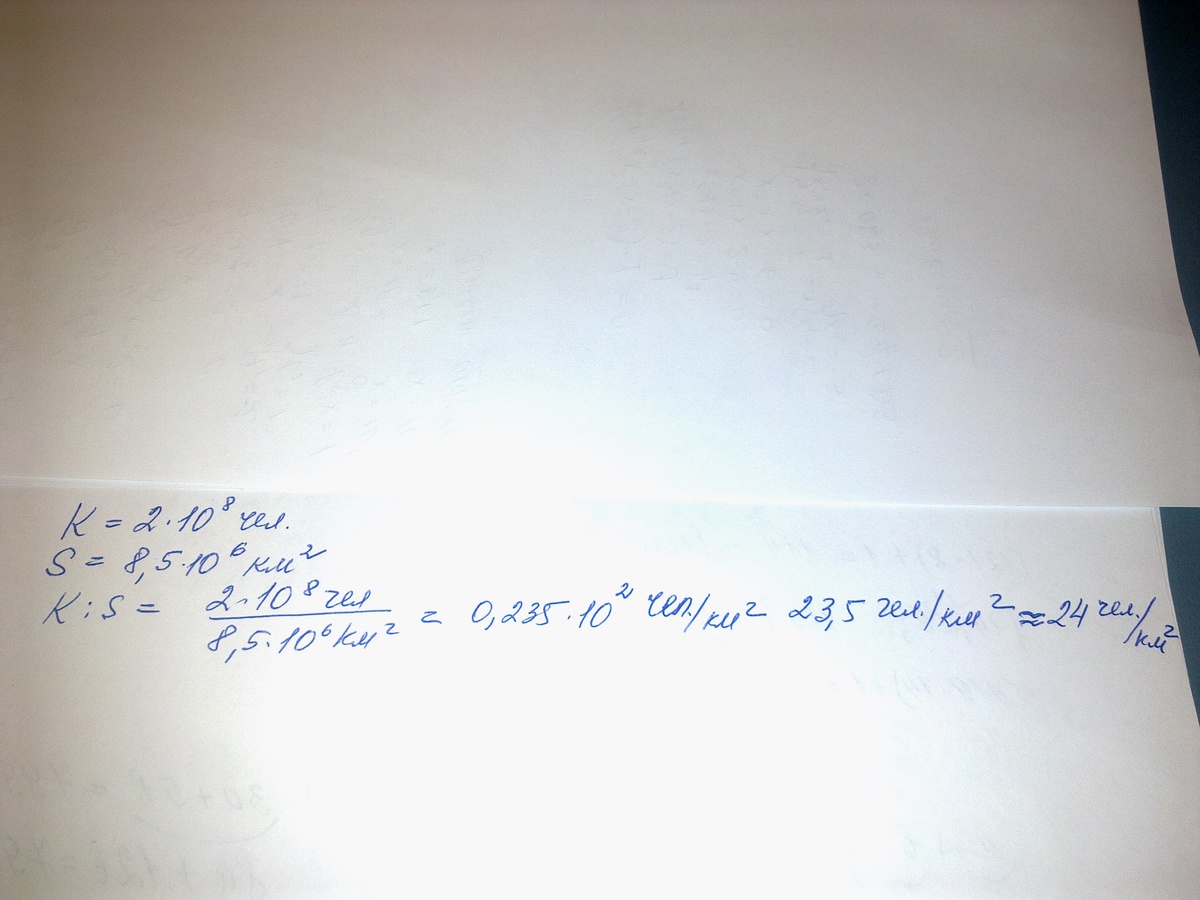 K = 2·10⁸ чел.
S = 8,5·10⁶ км²
K : S = 2·10⁸ чел / 8,5·10⁶ км² = 0,235·10² чел./км² 23,5 чел./км² ≈ 24 чел./км²